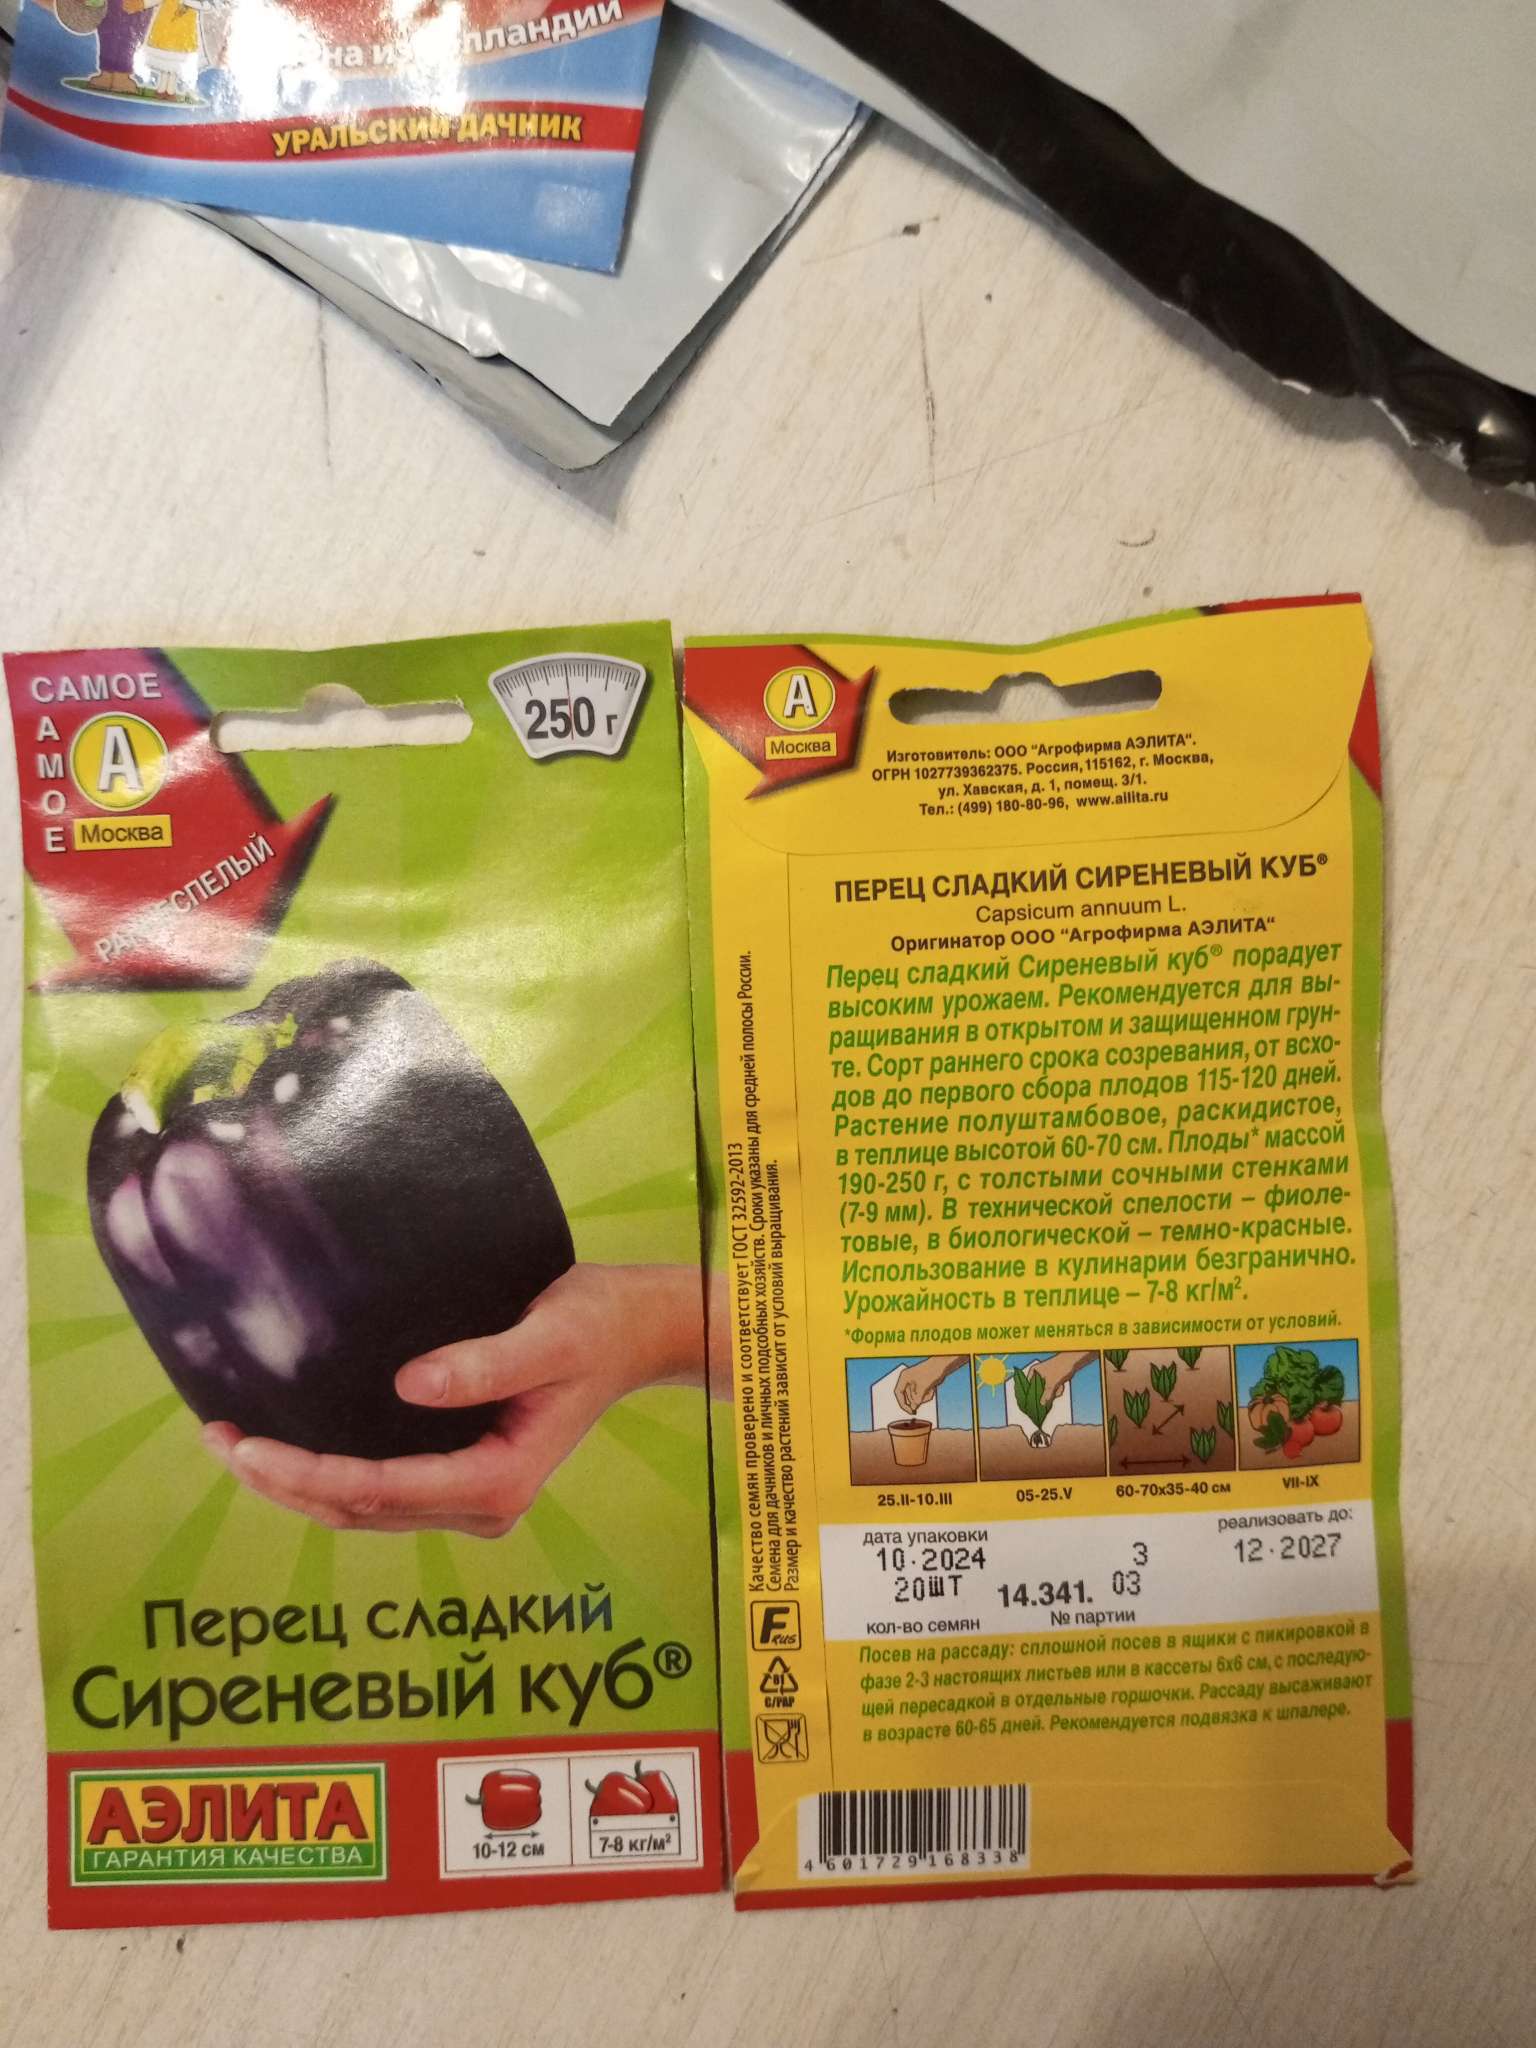 на из
ландии
УРАЛЬСКИЙ ДАЧНИК
САМОЕ
САМОЕ
А
Москва
РАННЕСПЕЛЫЙ
250 г
Перец сладкий
Сиреневый куб®
АЭЛИТА
ГАРАНТИЯ КАЧЕСТВА
10-12 см
7-8 кг/м²
А
Москва
Изготовитель: ООО "Агрофирма АЭЛИТА".
ОГРН 1027739362375. Россия, 115162, г. Москва,
ул. Хавская, д. 1, помещ. 3/1.
Тел.: (499) 180-80-96, www.ailita.ru
ПЕРЕЦ СЛАДКИЙ СИРЕНЕВЫЙ КУБ®
Capsicum annuum L.
Оригинатор ООО "Агрофирма АЭЛИТА"
Перец сладкий Сиреневый куб® порадует
высоким урожаем. Рекомендуется для вы-
ращивания в открытом и защищенном грун-
те. Сорт раннего срока созревания, от всхо-
дов до первого сбора плодов 115-120 дней.
Растение полуштамбовое, раскидистое,
в теплице высотой 60-70 см. Плоды* массой
190-250 г, с толстыми сочными стенками
(7-9 мм). В технической спелости – фиоле-
товые, в биологической – темно-красные.
Использование в кулинарии безгранично.
Урожайность в теплице – 7-8 кг/м².
*Форма плодов может меняться в зависимости от условий.
25.II-10.III
05-25.V
60-70х35-40 см
VII-IX
дата упаковки
реализовать до:
10.2024
3
12.2027
20шт
14.341.
03
кол-во семян
№ партии
Посев на рассаду: сплошной посев в ящики с пикировкой в
фазе 2-3 настоящих листьев или в кассеты 6х6 см, с последую-
щей пересадкой в отдельные горшочки. Рассаду высаживают
в возрасте 60-65 дней. Рекомендуется подвязка к шпалере.
Качество семян проверено и соответствует ГОСТ 32592-2013
Семена для дачников и личных подсобных хозяйств. Сроки указаны для средней полосы России.
Размер и качество растений зависит от условий выращивания.
F RUS
81
C/PAP
4 601729 168338